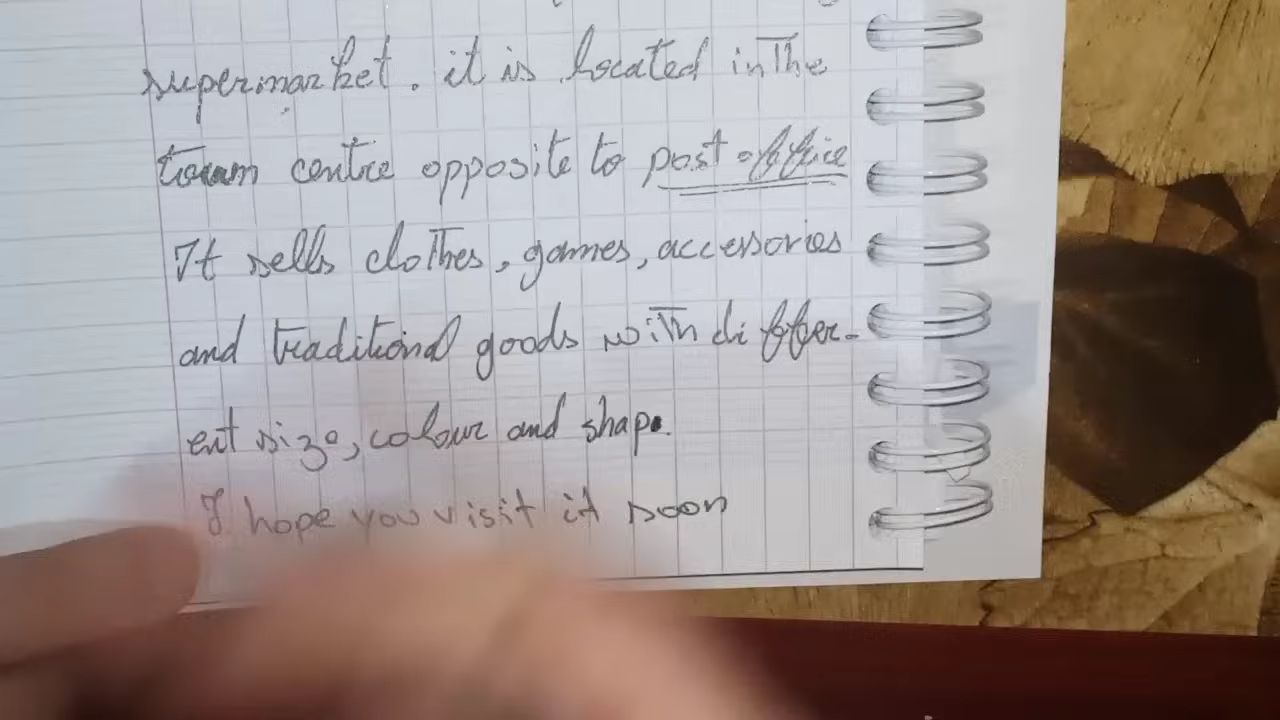 supermarket. it is located in the
town centre opposite to post office
It sells clothes, games, accessories
and traditional goods with differ-
ent size, colour and shape.
I hope you visit it soon